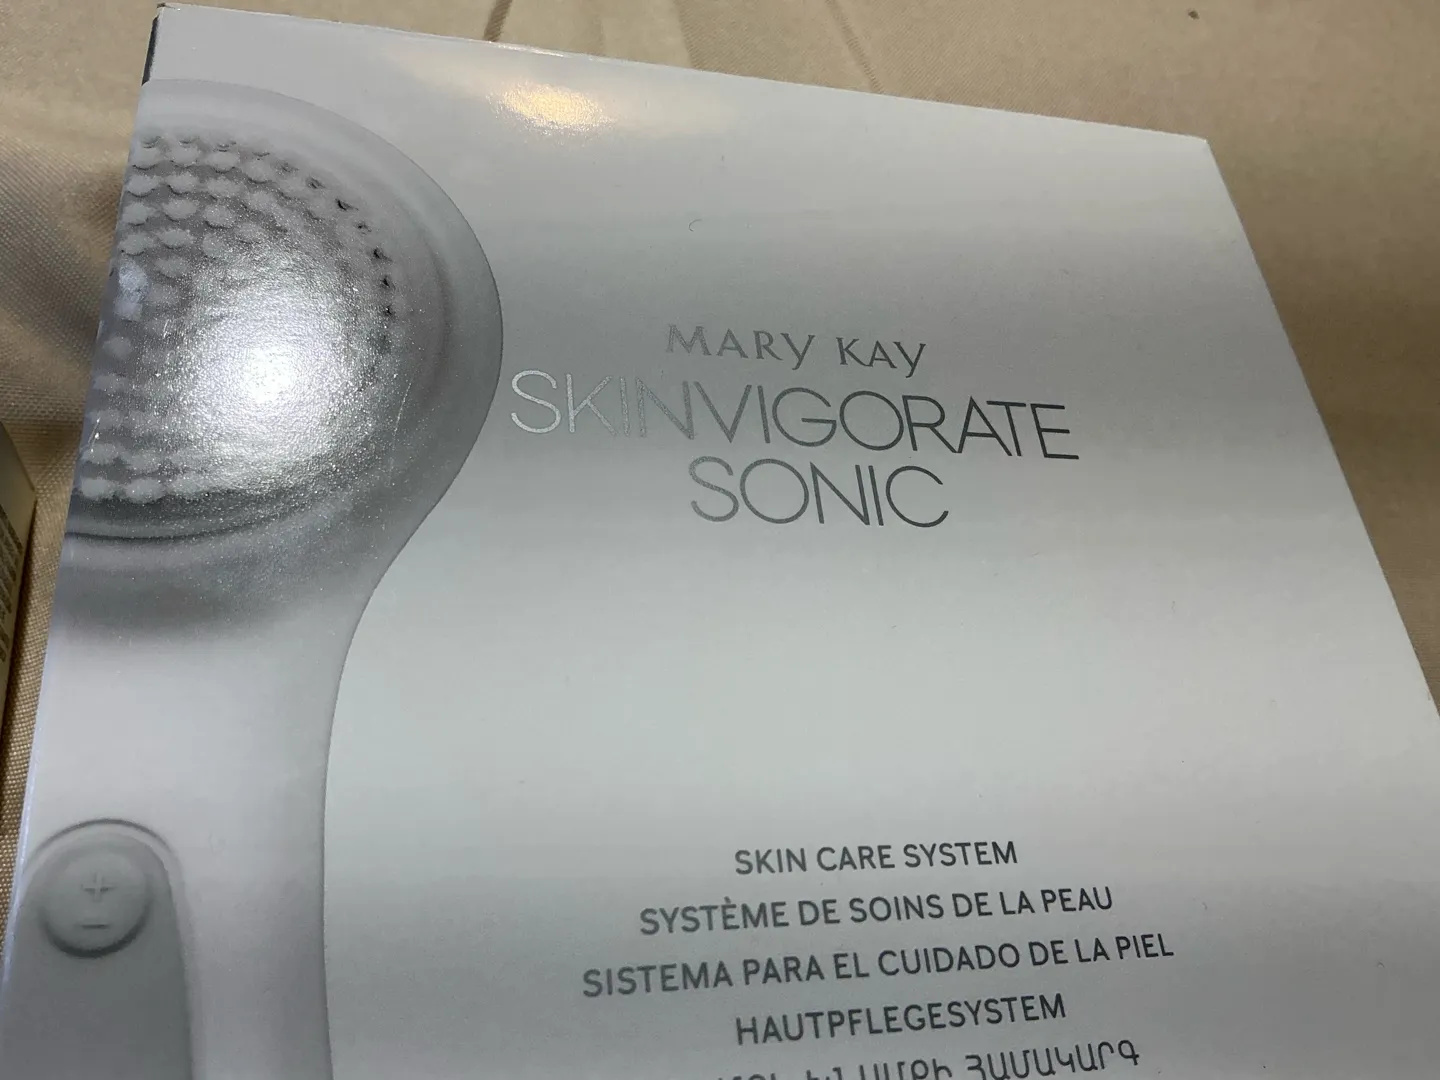 MARY KAY
SKINVIGORATE
SONIC
SKIN CARE SYSTEM
SYSTÈME DE SOINS DE LA PEAU
SISTEMA PARA EL CUIDADO DE LA PIEL
HAUTPFLEGESYSTEM
ՀԱՄԱԿԱՐԳ